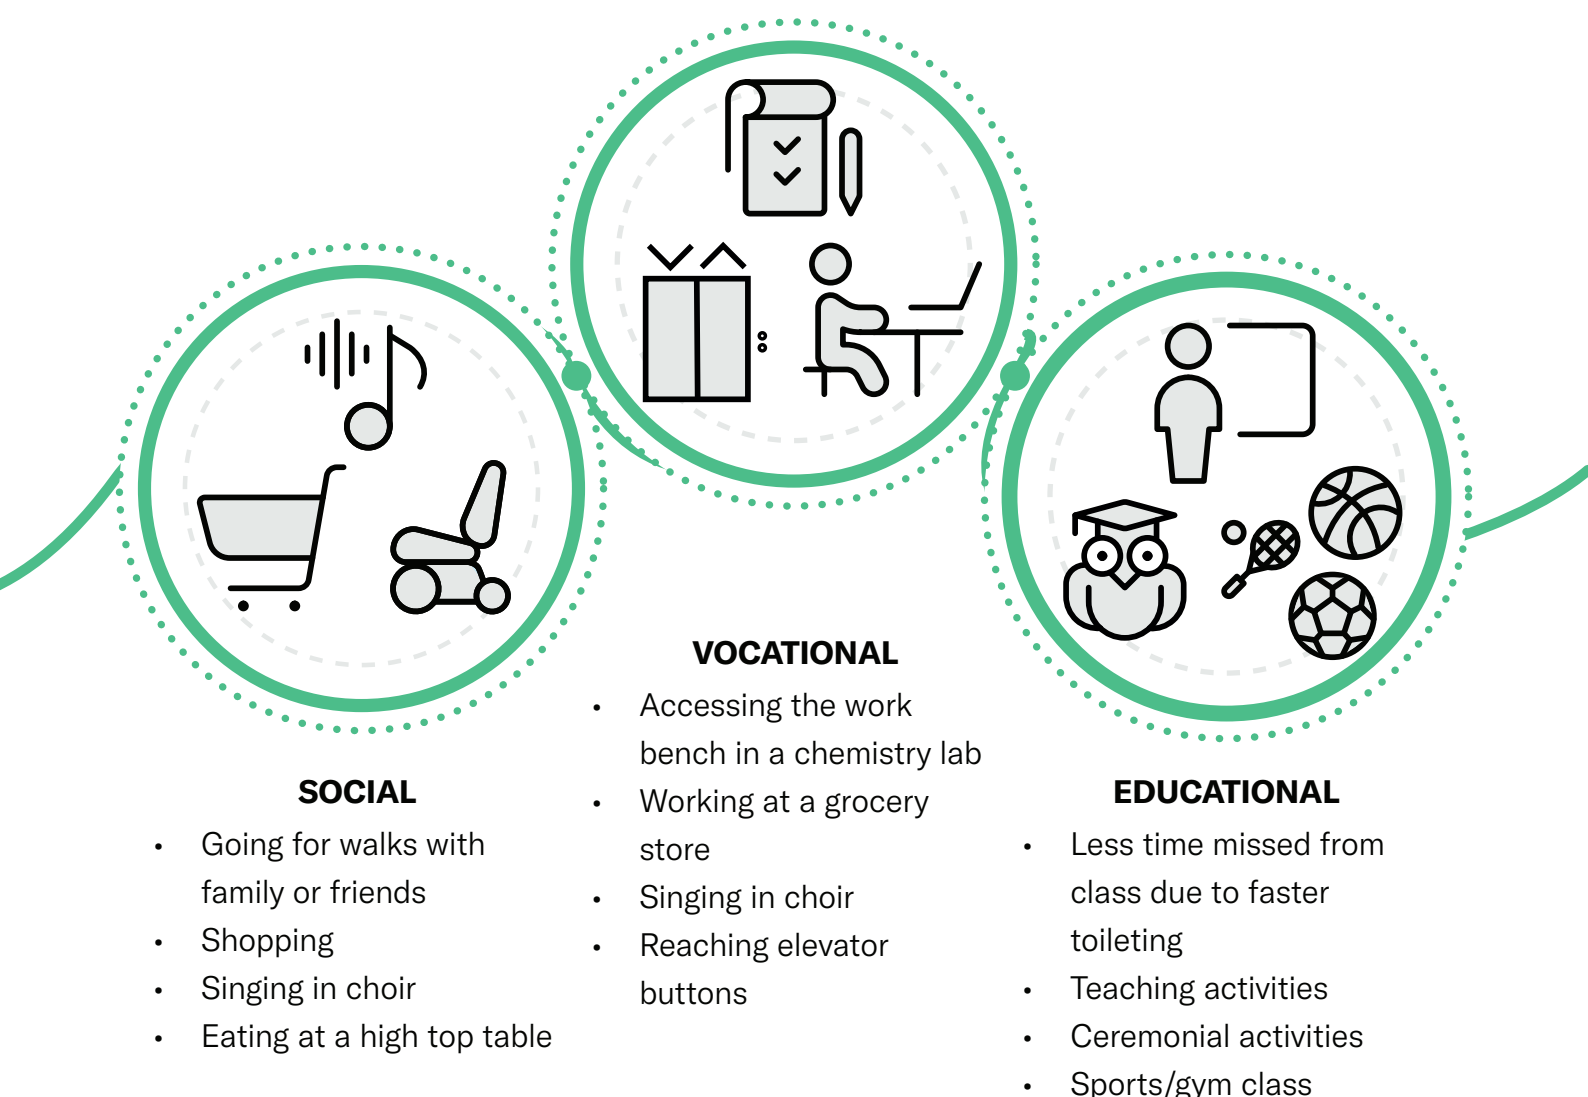 SOCIAL
• Going for walks with
family or friends
• Shopping
• Singing in choir
• Eating at a high top table
VOCATIONAL
• Accessing the work
bench in a chemistry lab
• Working at a grocery
store
• Singing in choir
• Reaching elevator
buttons
EDUCATIONAL
• Less time missed from
class due to faster
toileting
• Teaching activities
• Ceremonial activities
• Sports/gym class